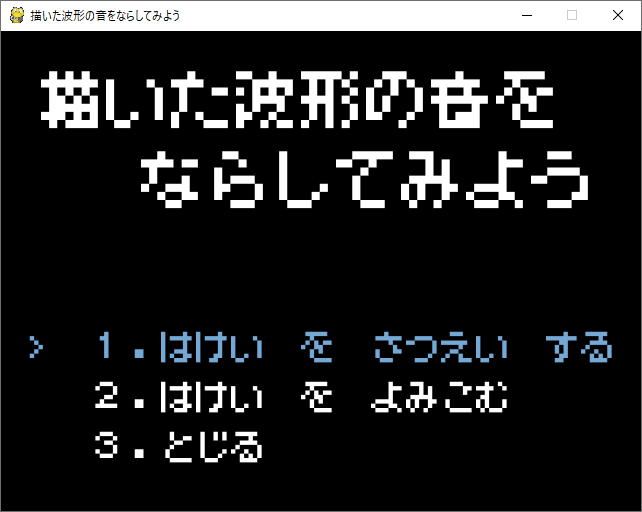 描いた波形の音をならしてみよう
描いた波形の音を
ならしてみよう
> 1.はけい を さつえい する
2.はけい を よみこむ
3.とじる